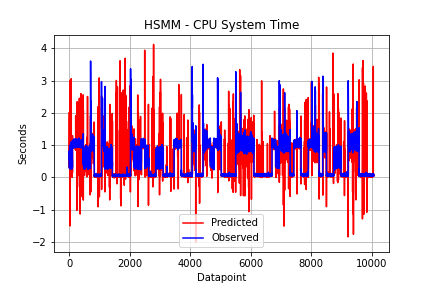 HSMM - CPU System Time
4
3
2
1
0
−1
−2
Seconds
0
2000
4000
6000
8000
10000
Datapoint
Predicted
Observed